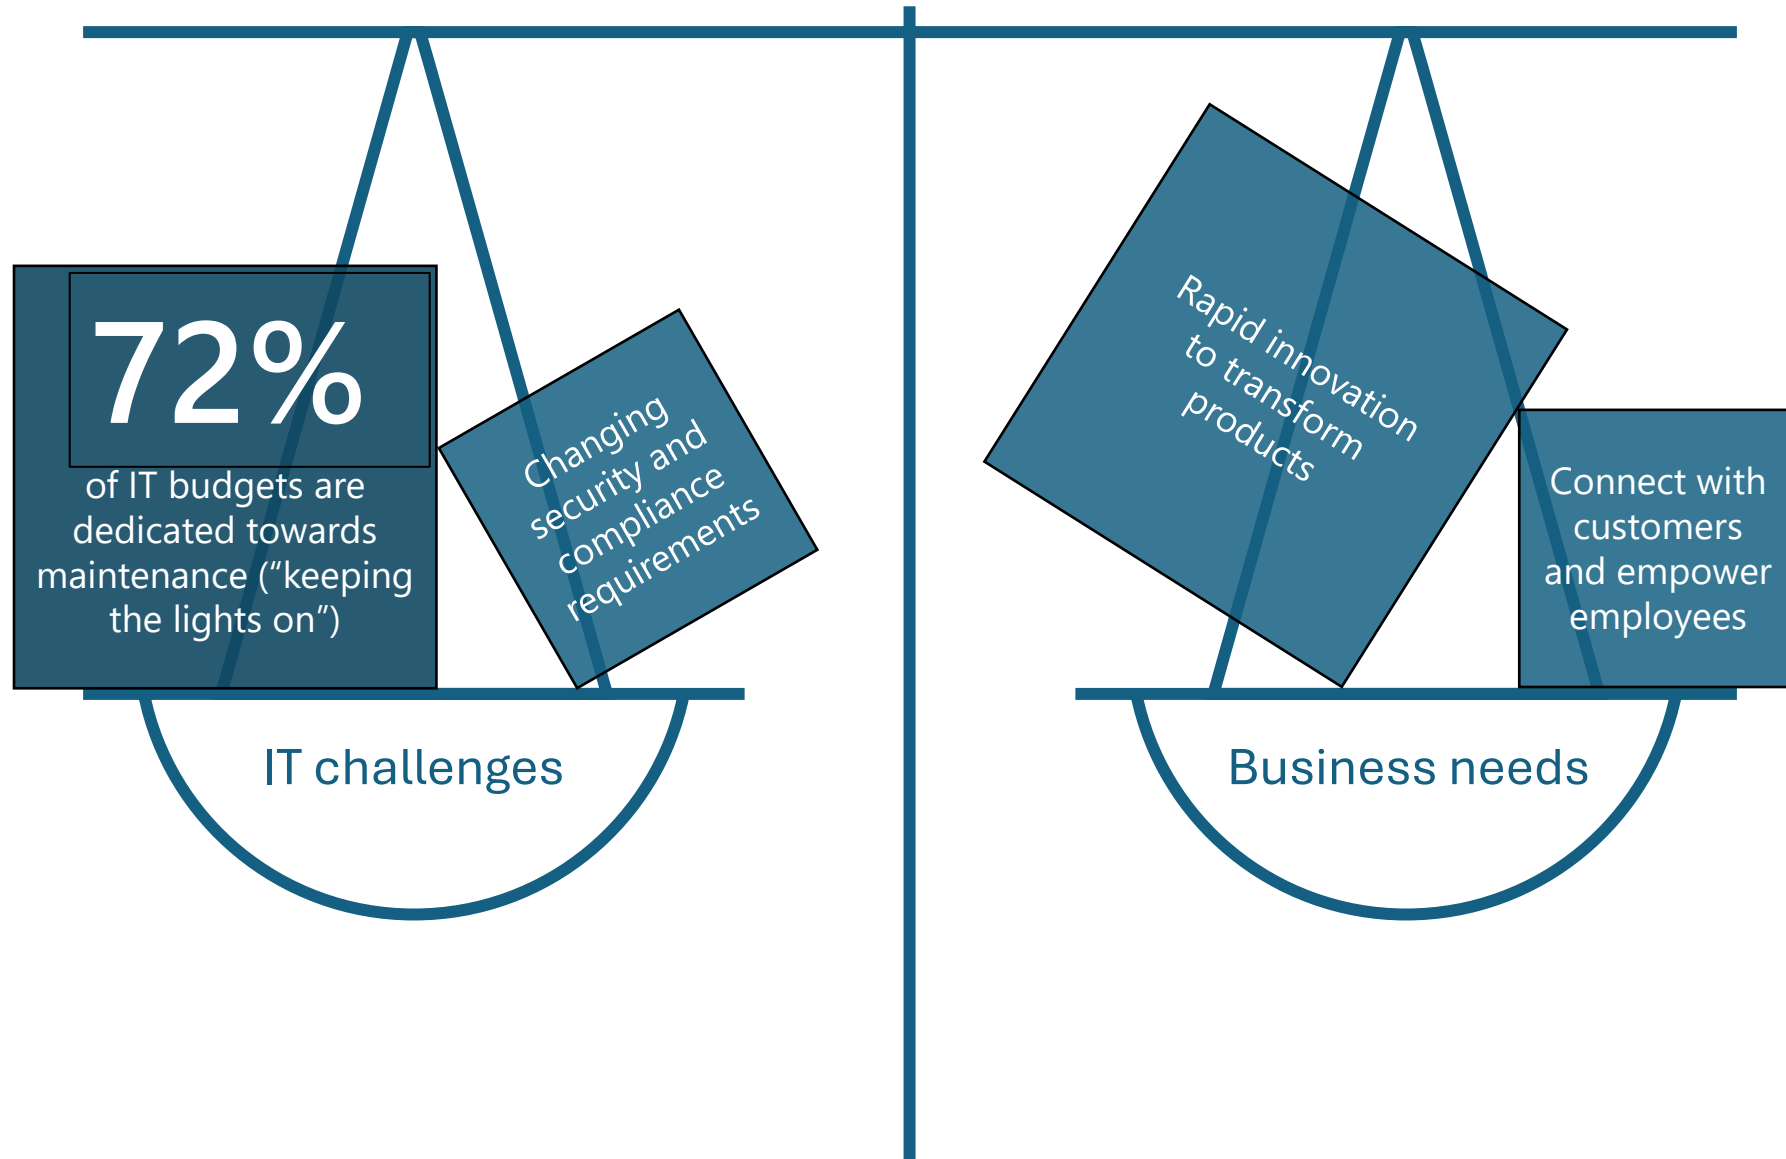 72%
of IT budgets are
dedicated towards
maintenance (“keeping
the lights on”)
Changing
security and
compliance
requirements
IT challenges
Rapid innovation
to transform
products
Connect with
customers
and empower
employees
Business needs